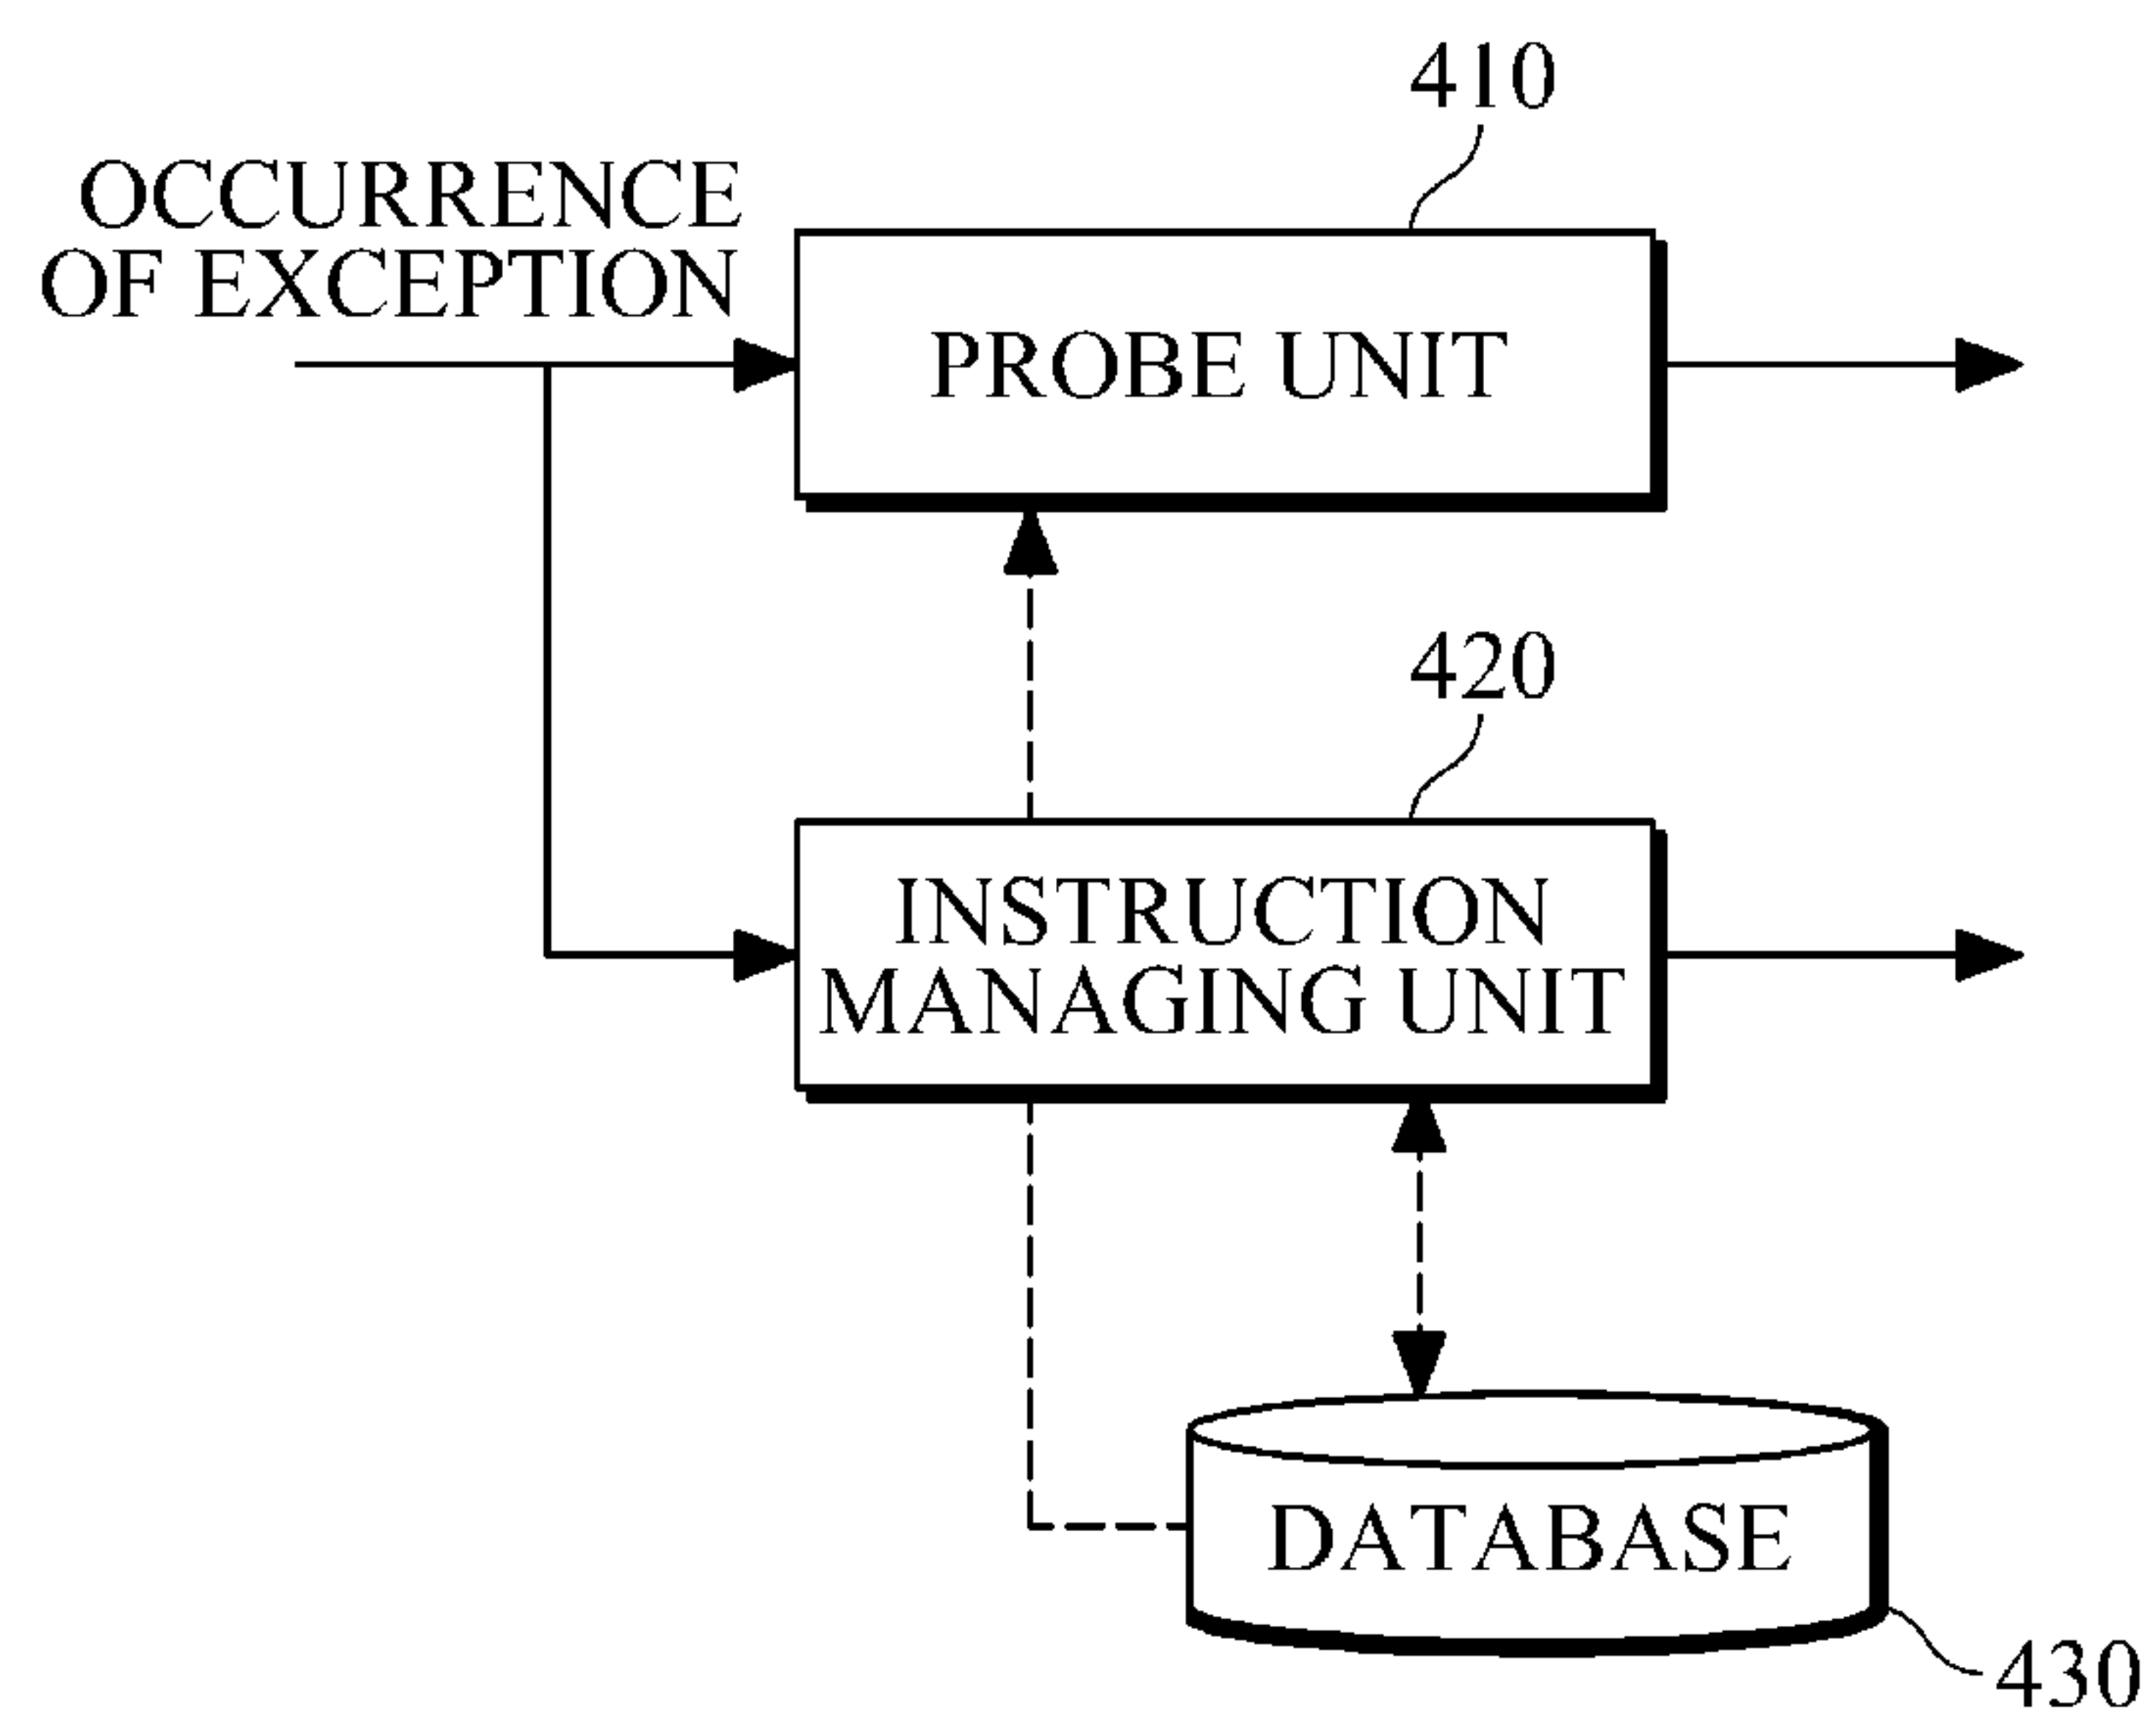 410
OCCURRENCE
OF EXCEPTION
PROBE UNIT
420
INSTRUCTION
MANAGING UNIT
DATABASE
430